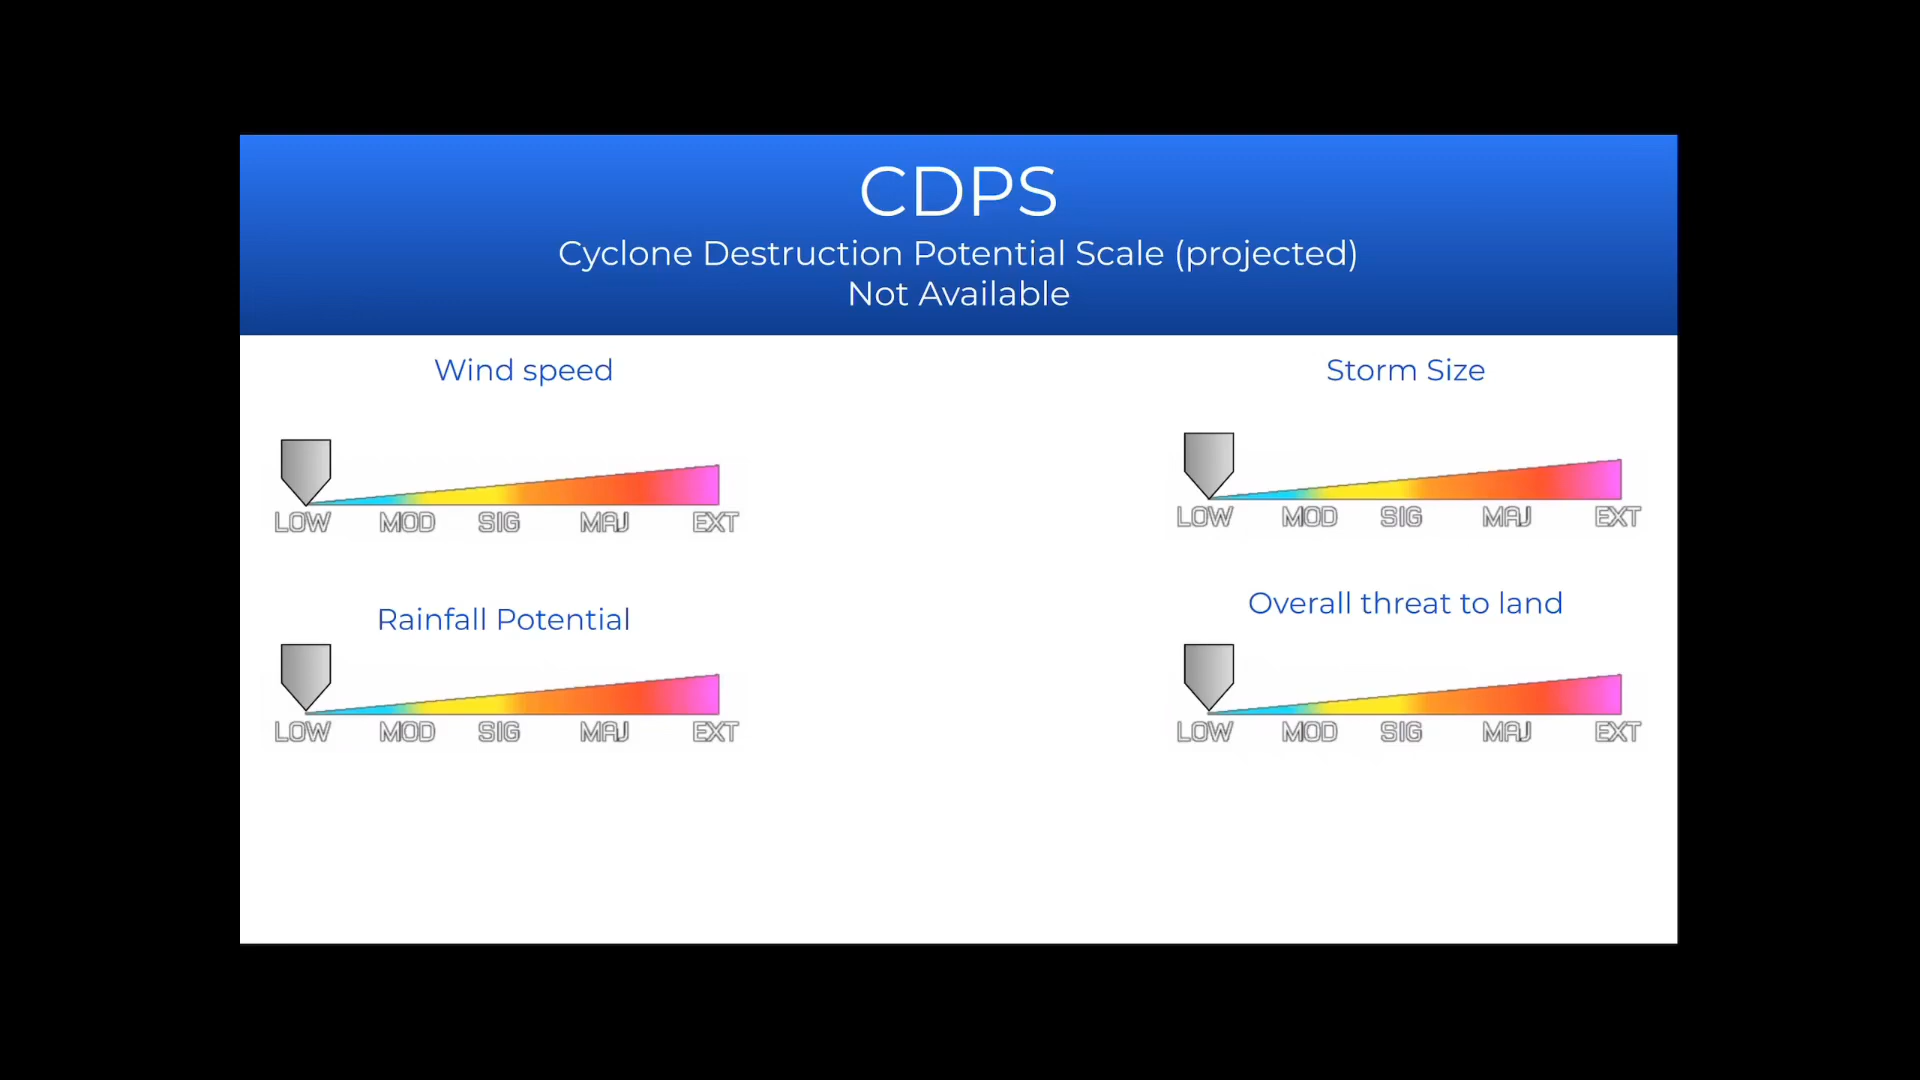 CDPS
Cyclone Destruction Potential Scale (projected)
Not Available
Wind speed
LOW MOD SIG MAJ EXT
Storm Size
LOW MOD SIG MAJ EXT
Rainfall Potential
LOW MOD SIG MAJ EXT
Overall threat to land
LOW MOD SIG MAJ EXT